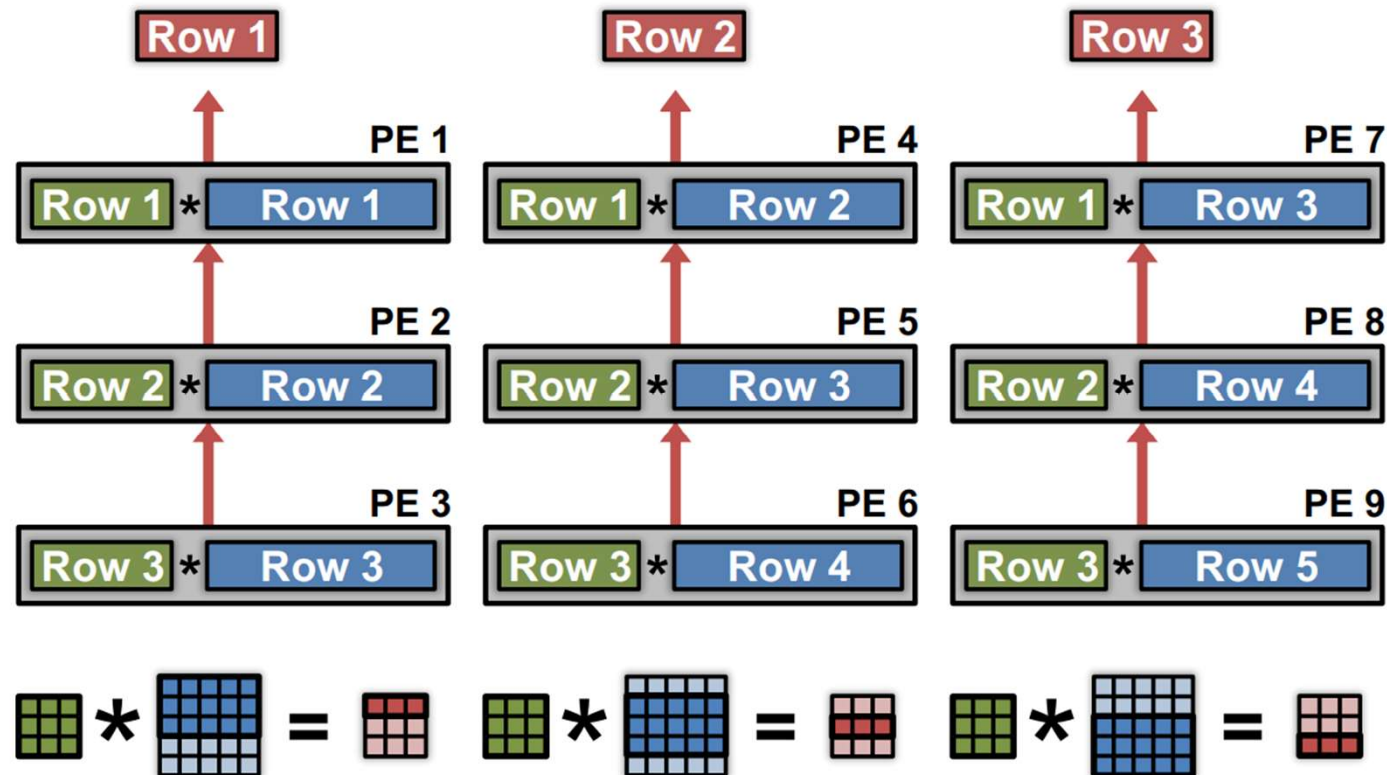 Row 1 Row 2 Row 3
PE 1 PE 4 PE 7
Row 1 * Row 1 Row 1 * Row 2 Row 1 * Row 3
PE 2 PE 5 PE 8
Row 2 * Row 2 Row 2 * Row 3 Row 2 * Row 4
PE 3 PE 6 PE 9
Row 3 * Row 3 Row 3 * Row 4 Row 3 * Row 5
* = * = * =